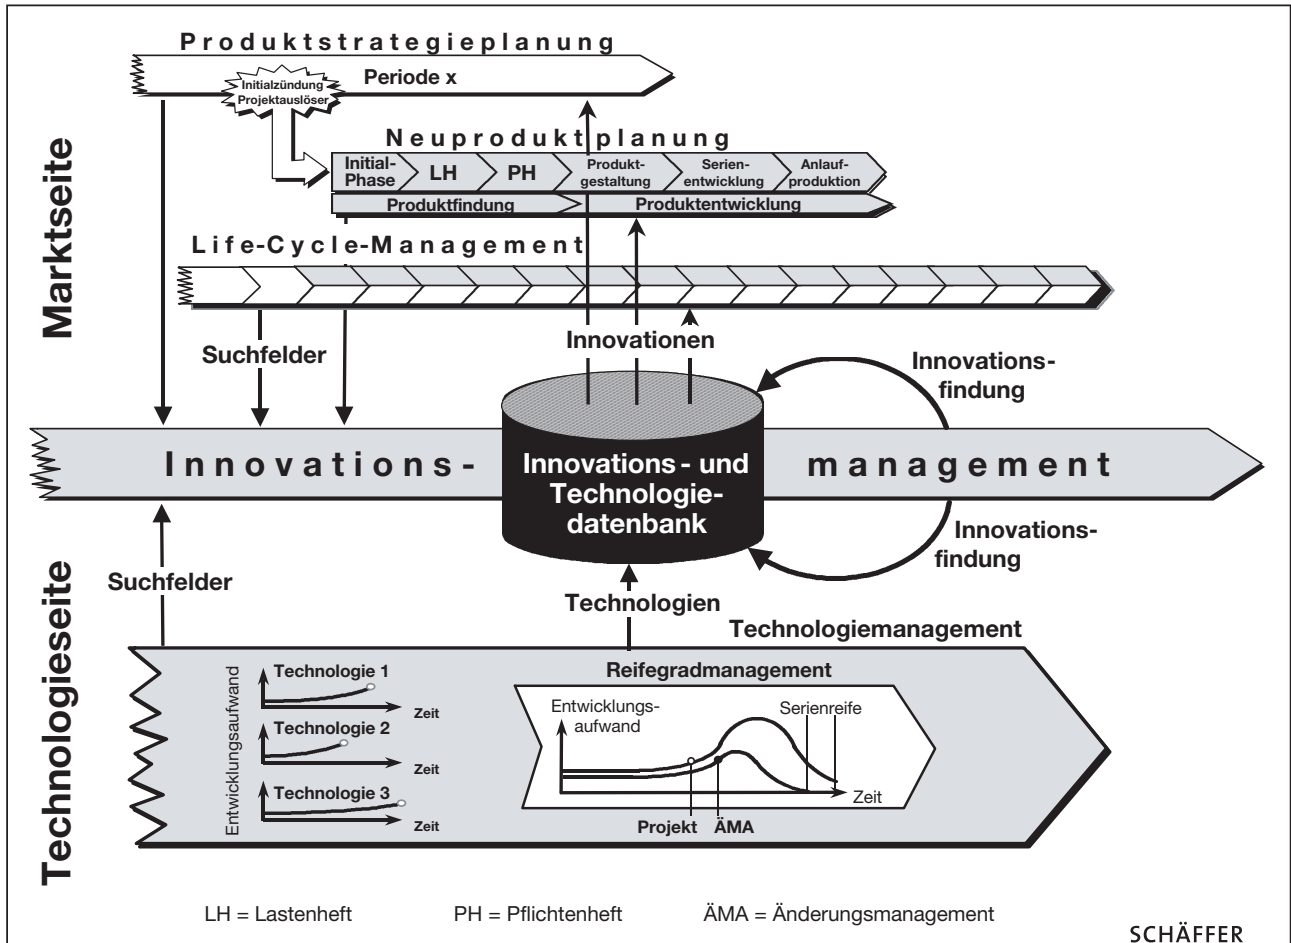 Produktstrategieplanung
Periode x
Initialzündung
Projektauslöser
Marktseite
Neuproduktplanung
Initial-
Phase
LH
PH
Produkt-
gestaltung
Serien-
entwicklung
Anlauf-
produktion
Produktfindung
Produktentwicklung
Life-Cycle-Management
Suchfelder
Innovationen
Innovations-
findung
Innovations-
management
Innovations - und
Technologie-
datenbank
Innovations-
findung
Technologieseite
Suchfelder
Technologien
Technologiemanagement
Entwicklungsaufwand
Technologie 1
Zeit
Technologie 2
Zeit
Technologie 3
Zeit
Reifegradmanagement
Entwicklungs-
aufwand
Serienreife
Zeit
Projekt
ÄMA
LH = Lastenheft
PH = Pflichtenheft
ÄMA = Änderungsmanagement
SCHÄFFER